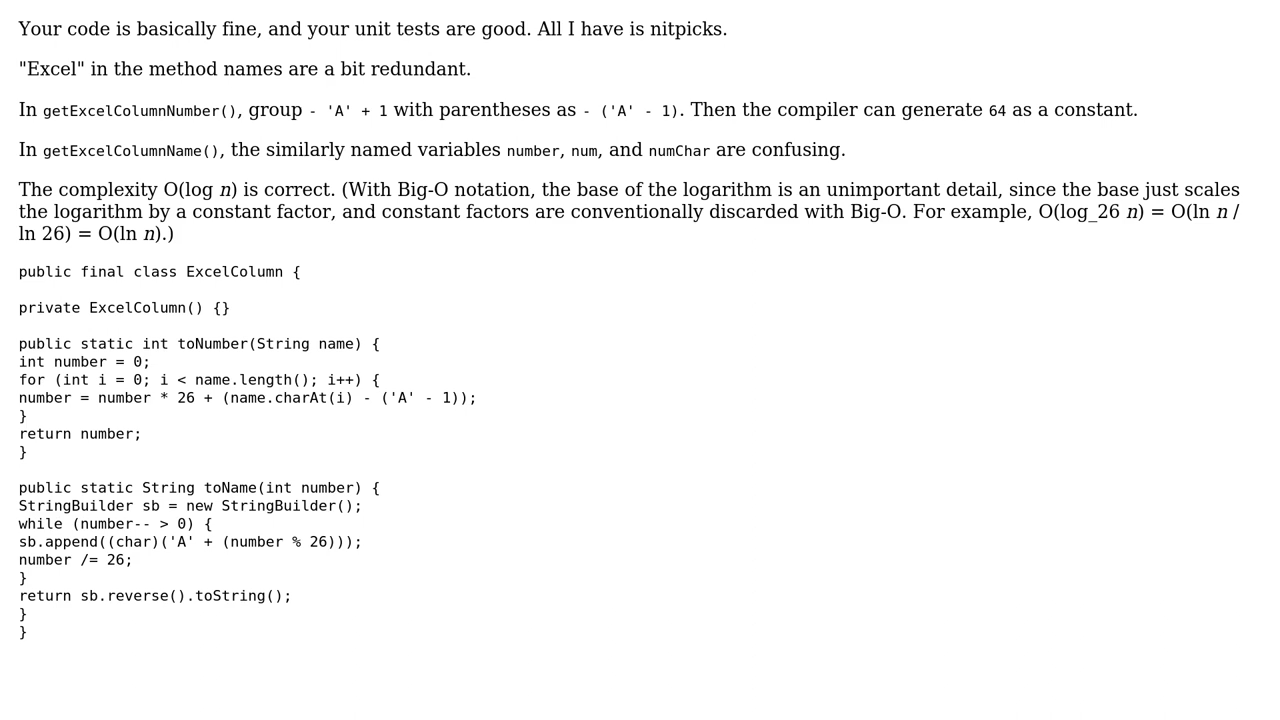 Your code is basically fine, and your unit tests are good. All I have is nitpicks.
"Excel" in the method names are a bit redundant.
In getExcelColumnNumber(), group - 'A' + 1 with parentheses as - ('A' - 1). Then the compiler can generate 64 as a constant.
In getExcelColumnName(), the similarly named variables number, num, and numChar are confusing.
The complexity O(log n) is correct. (With Big-O notation, the base of the logarithm is an unimportant detail, since the base just scales
the logarithm by a constant factor, and constant factors are conventionally discarded with Big-O. For example, O(log_26 n) = O(ln n /
ln 26) = O(ln n).)
public final class ExcelColumn {
private ExcelColumn() {}
public static int toNumber(String name) {
int number = 0;
for (int i = 0; i < name.length(); i++) {
number = number * 26 + (name.charAt(i) - ('A' - 1));
}
return number;
}
public static String toName(int number) {
StringBuilder sb = new StringBuilder();
while (number-- > 0) {
sb.append((char)('A' + (number % 26)));
number /= 26;
}
return sb.reverse().toString();
}
}